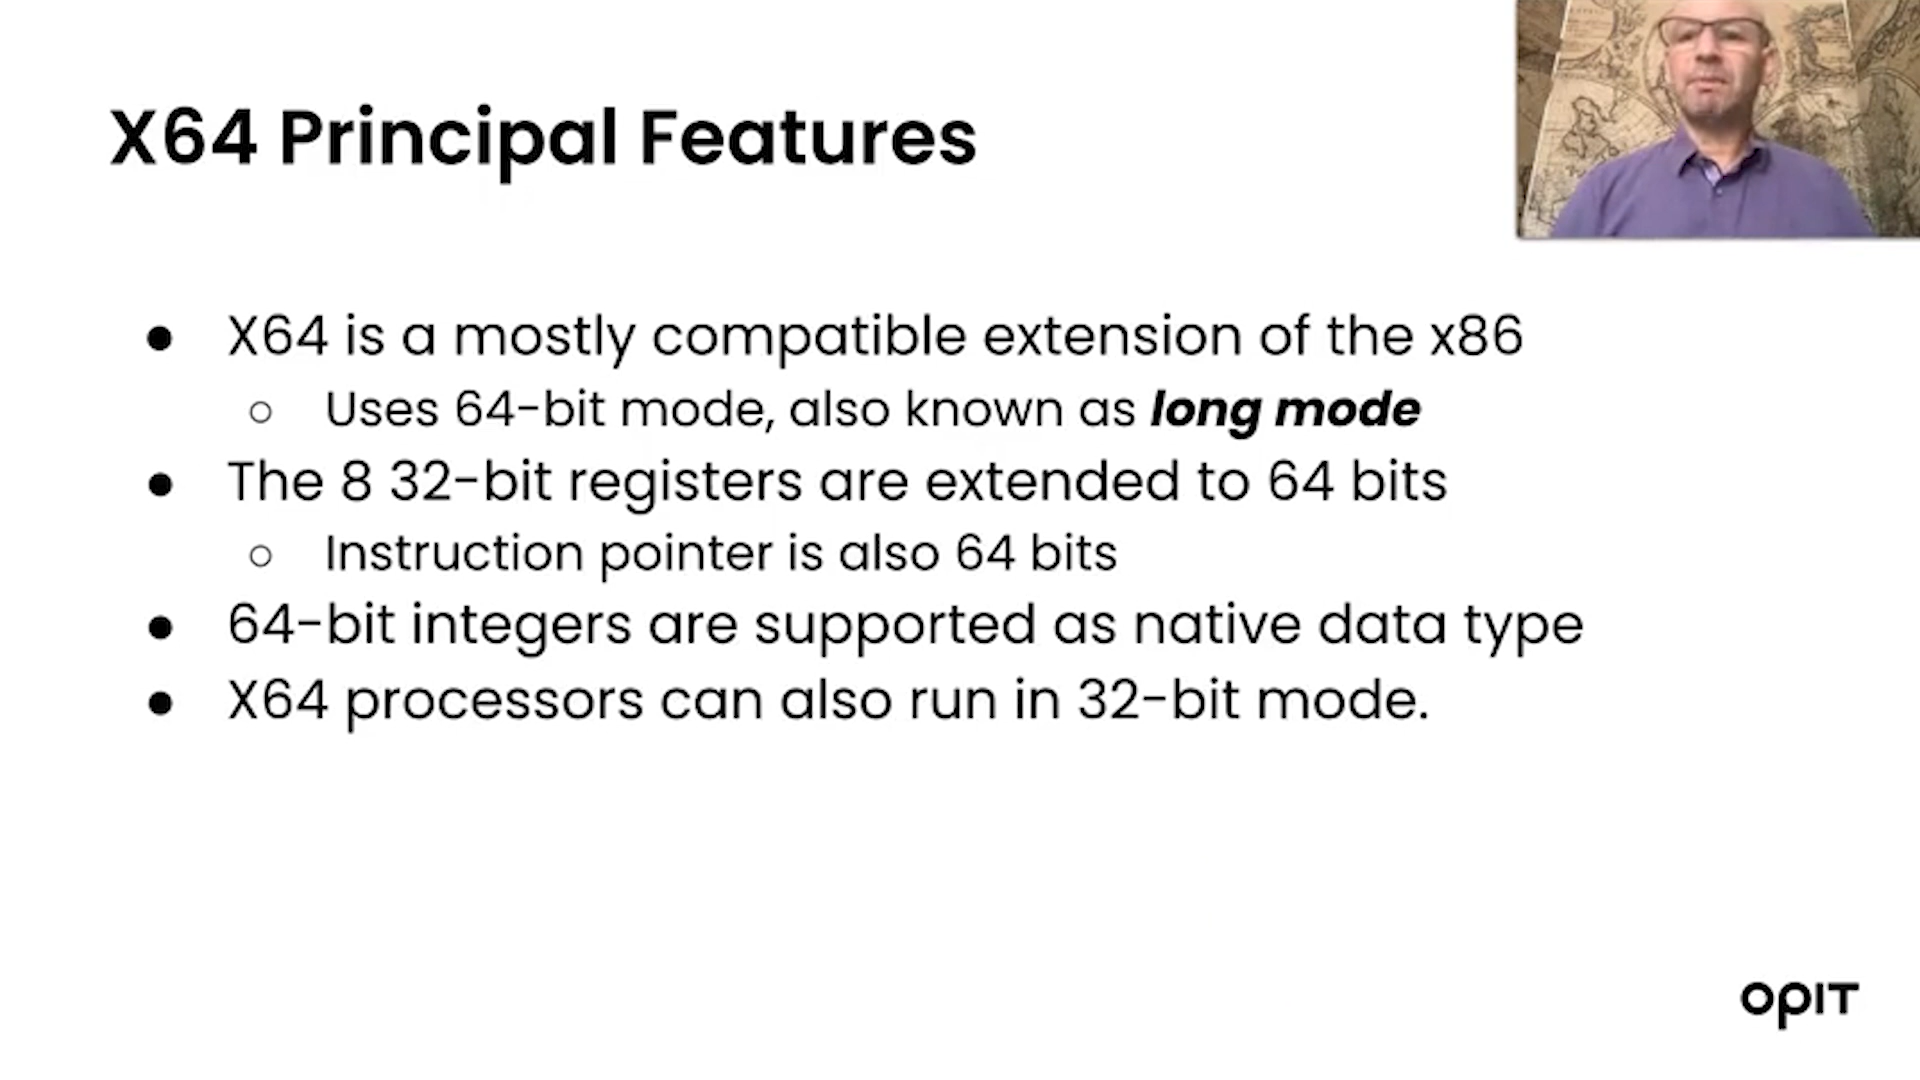 X64 Principal Features
● X64 is a mostly compatible extension of the x86
○ Uses 64-bit mode, also known as long mode
● The 8 32-bit registers are extended to 64 bits
○ Instruction pointer is also 64 bits
● 64-bit integers are supported as native data type
● X64 processors can also run in 32-bit mode.
OPIT